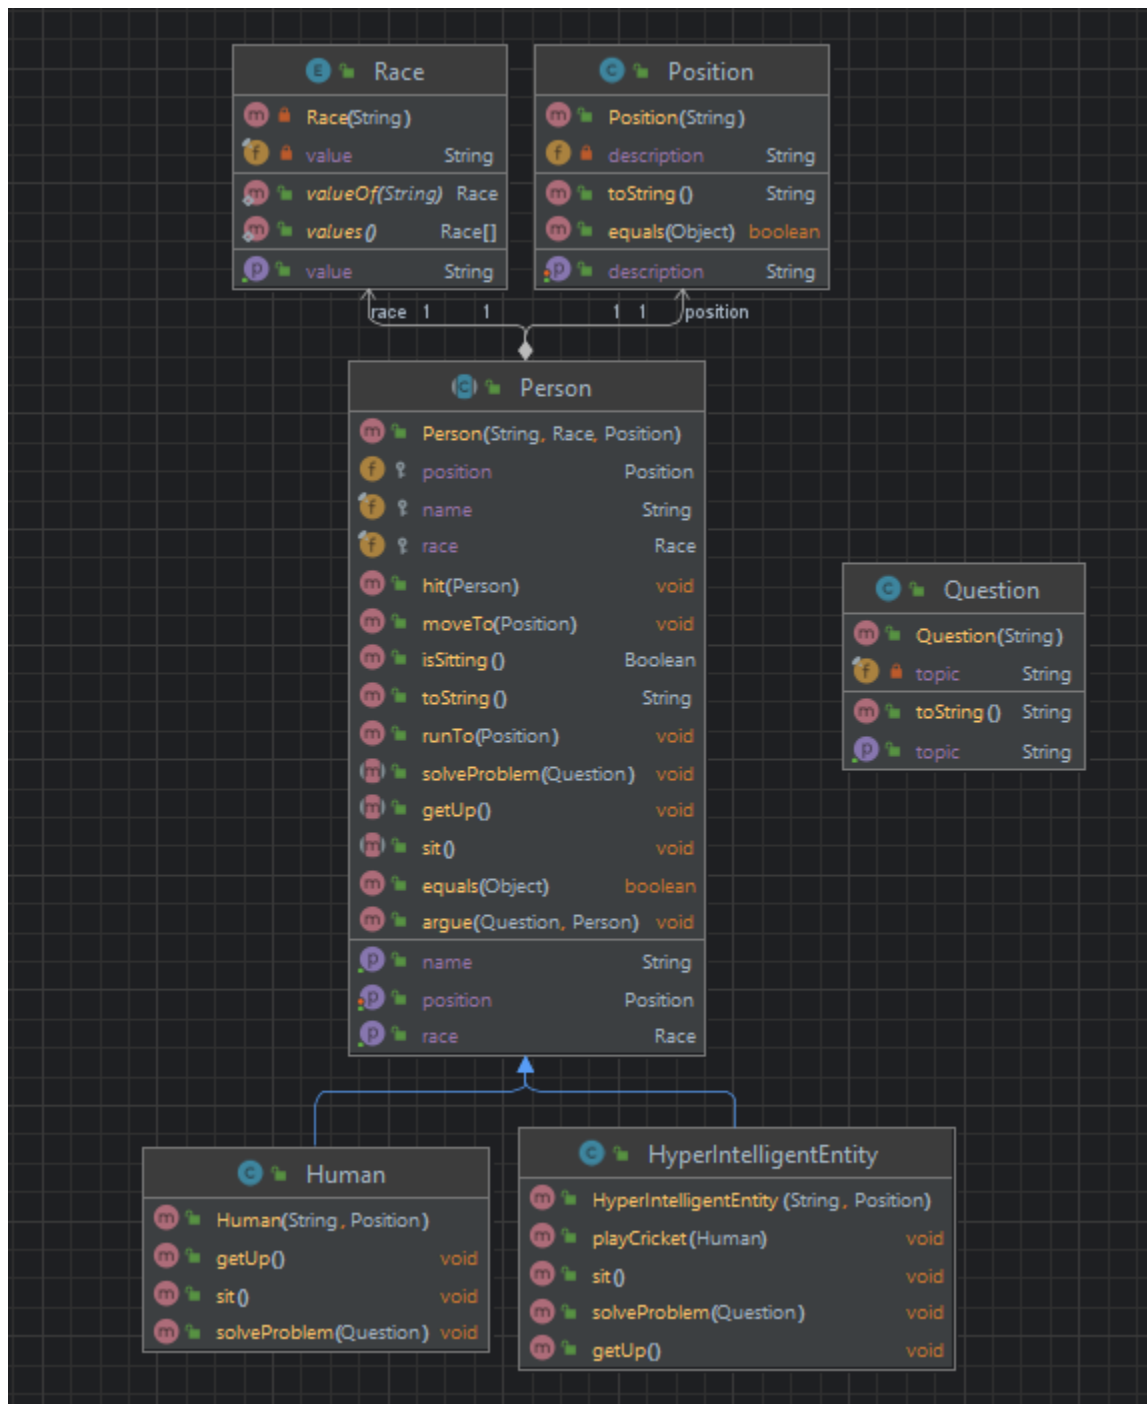 E Race
m Race(String)
f value String
m valueOf(String) Race
m values() Race[]
p value String
C Position
m Position(String)
f description String
m toString() String
m equals(Object) boolean
p description String
race 1 1 1 1 position
C Person
m Person(String, Race, Position)
f position Position
f name String
f race Race
m hit(Person) void
m moveTo(Position) void
m isSitting() Boolean
m toString() String
m runTo(Position) void
m solveProblem(Question) void
m getUp() void
m sit() void
m equals(Object) boolean
m argue(Question, Person) void
p name String
p position Position
p race Race
C Question
m Question(String)
f topic String
m toString() String
p topic String
C Human
m Human(String, Position)
m getUp() void
m sit() void
m solveProblem(Question) void
C HyperIntelligentEntity
m HyperIntelligentEntity (String, Position)
m playCricket(Human) void
m sit() void
m solveProblem(Question) void
m getUp() void